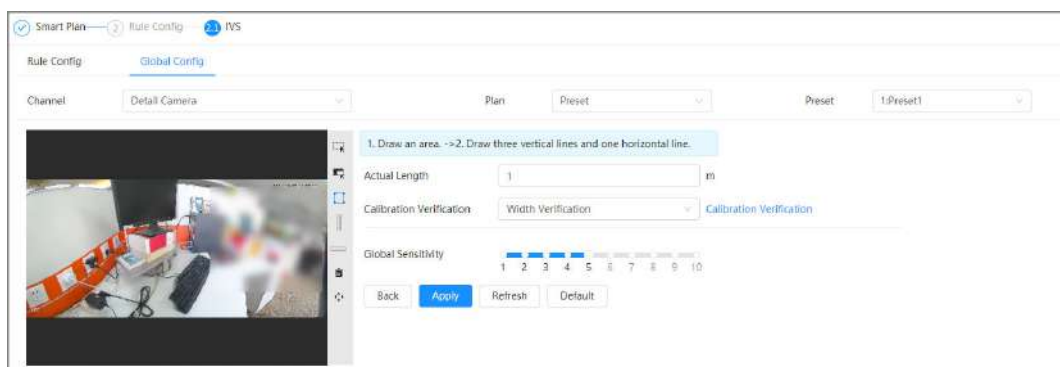 Smart Plan 2 Rule Config 2.1 IVS
Rule Config Global Config
Channel Detail Camera Plan Preset Preset 1:Preset1
1. Draw an area. ->2. Draw three vertical lines and one horizontal line.
Actual Length 1 m
Calibration Verification Width Verification Calibration Verification
Global Sensitivity
1 2 3 4 5 6 7 8 9 10
Back Apply Refresh Default